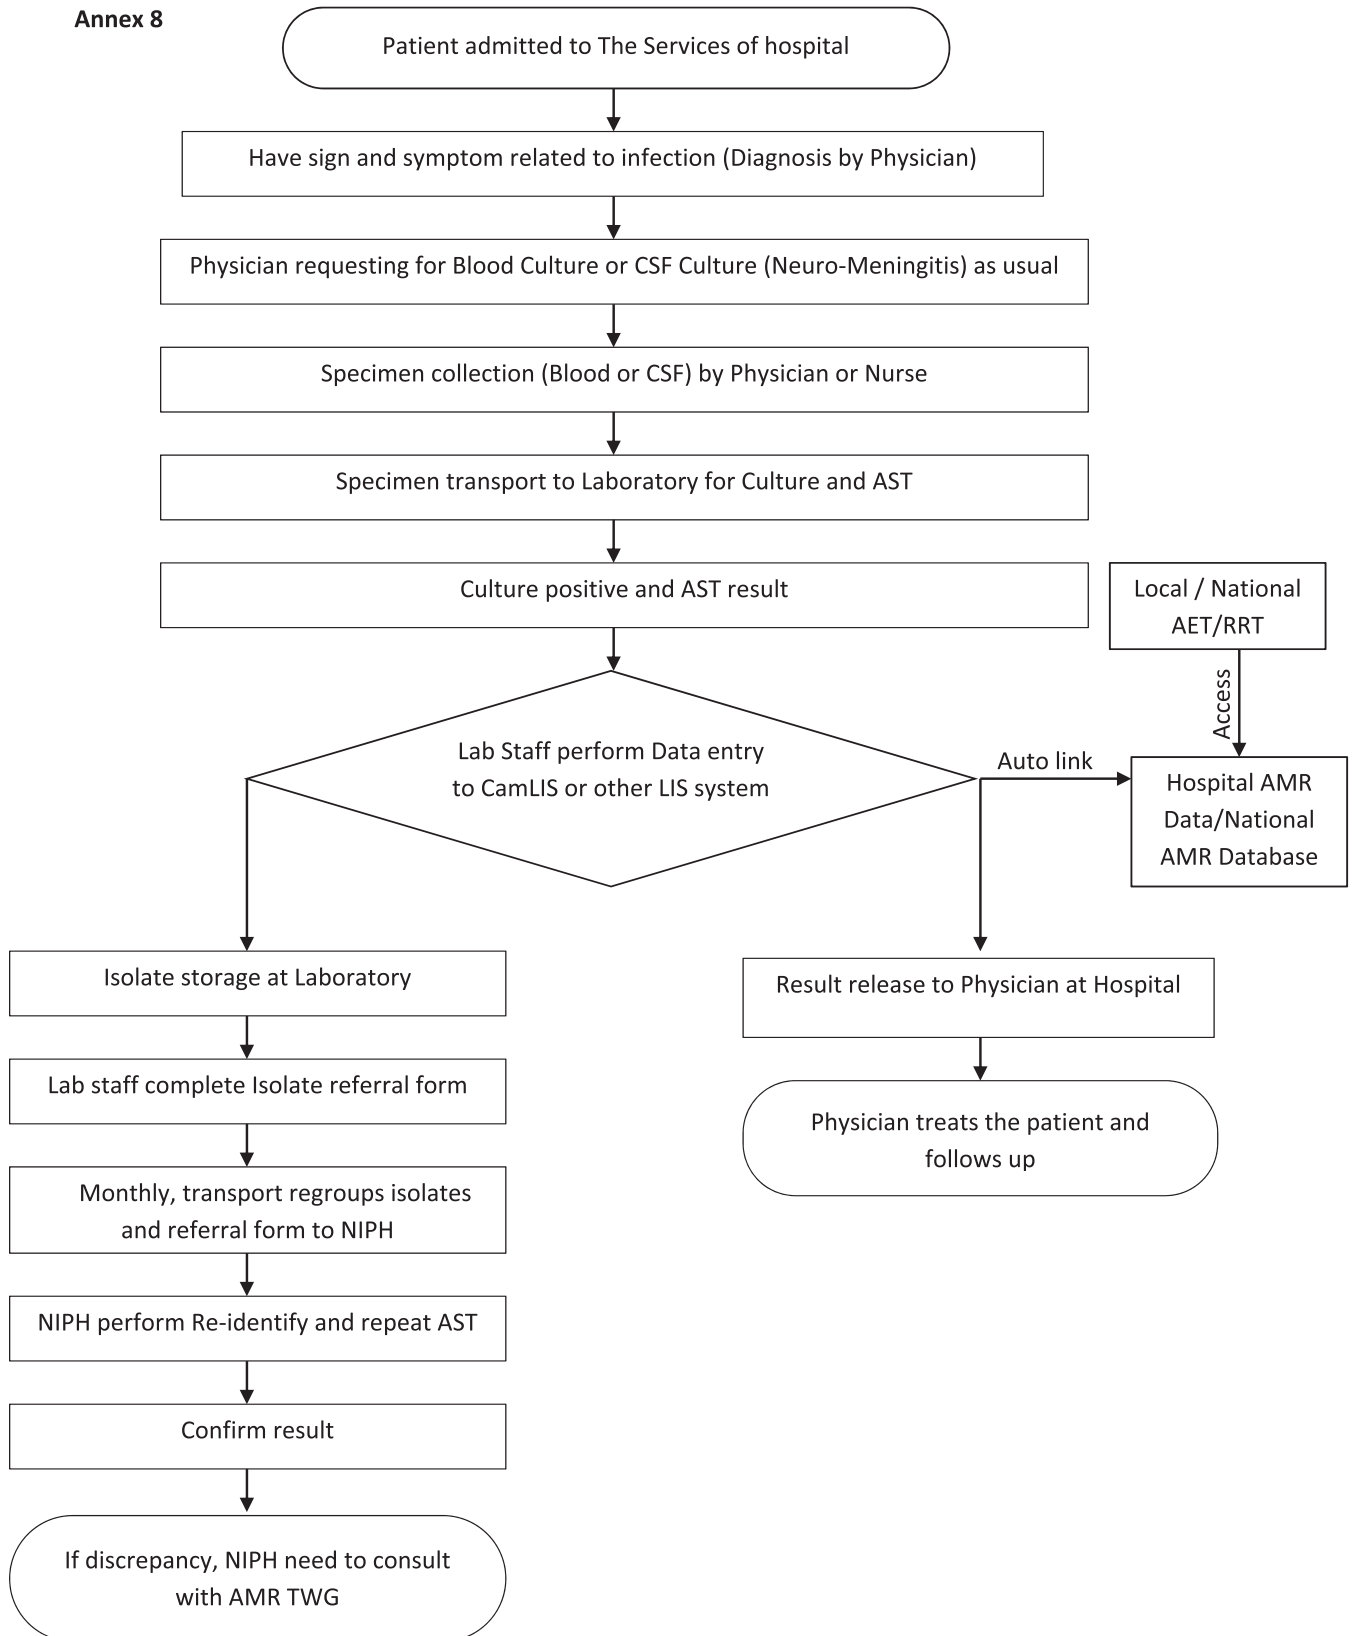 Annex 8
Patient admitted to The Services of hospital
Have sign and symptom related to infection (Diagnosis by Physician)
Physician requesting for Blood Culture or CSF Culture (Neuro-Meningitis) as usual
Specimen collection (Blood or CSF) by Physician or Nurse
Specimen transport to Laboratory for Culture and AST
Culture positive and AST result
Local / National
AET/RRT
Access
Lab Staff perform Data entry
to CamLIS or other LIS system
Auto link
Hospital AMR
Data/National
AMR Database
Isolate storage at Laboratory
Lab staff complete Isolate referral form
Monthly, transport regroups isolates
and referral form to NIPH
NIPH perform Re-identify and repeat AST
Confirm result
If discrepancy, NIPH need to consult
with AMR TWG
Result release to Physician at Hospital
Physician treats the patient and
follows up